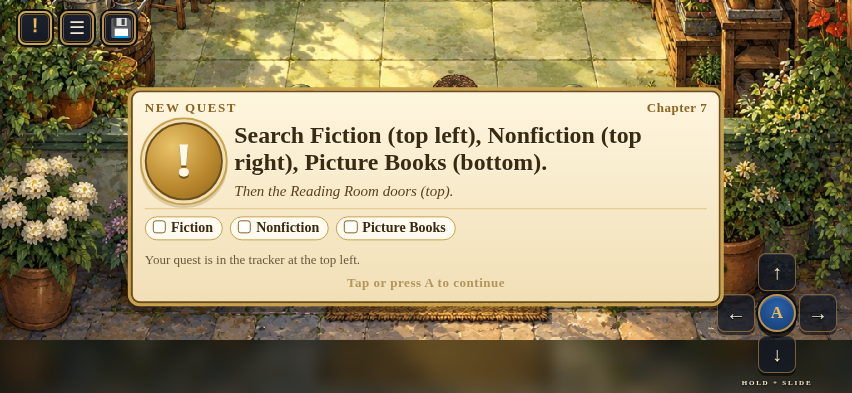 !
☰
NEW QUEST
Chapter 7
!
Search Fiction (top left), Nonfiction (top
right), Picture Books (bottom).
Then the Reading Room doors (top).
Fiction
Nonfiction
Picture Books
Your quest is in the tracker at the top left.
Tap or press A to continue
↑
← A →
↓
HOLD + SLIDE